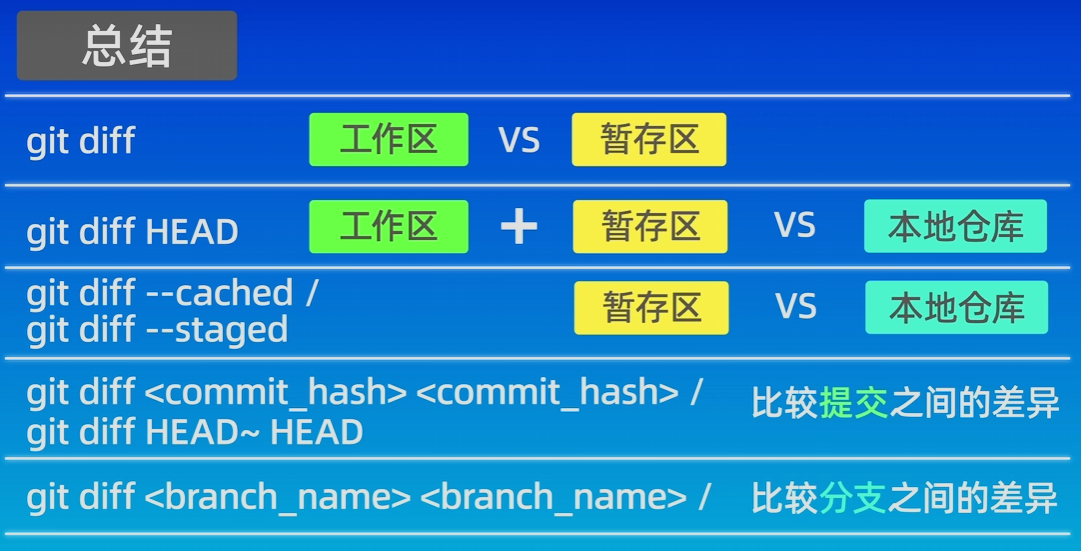 总结
git diff 工作区 VS 暂存区
git diff HEAD 工作区 + 暂存区 VS 本地仓库
git diff --cached /
git diff --staged 暂存区 VS 本地仓库
git diff <commit_hash> <commit_hash> /
git diff HEAD~ HEAD 比较提交之间的差异
git diff <branch_name> <branch_name> / 比较分支之间的差异